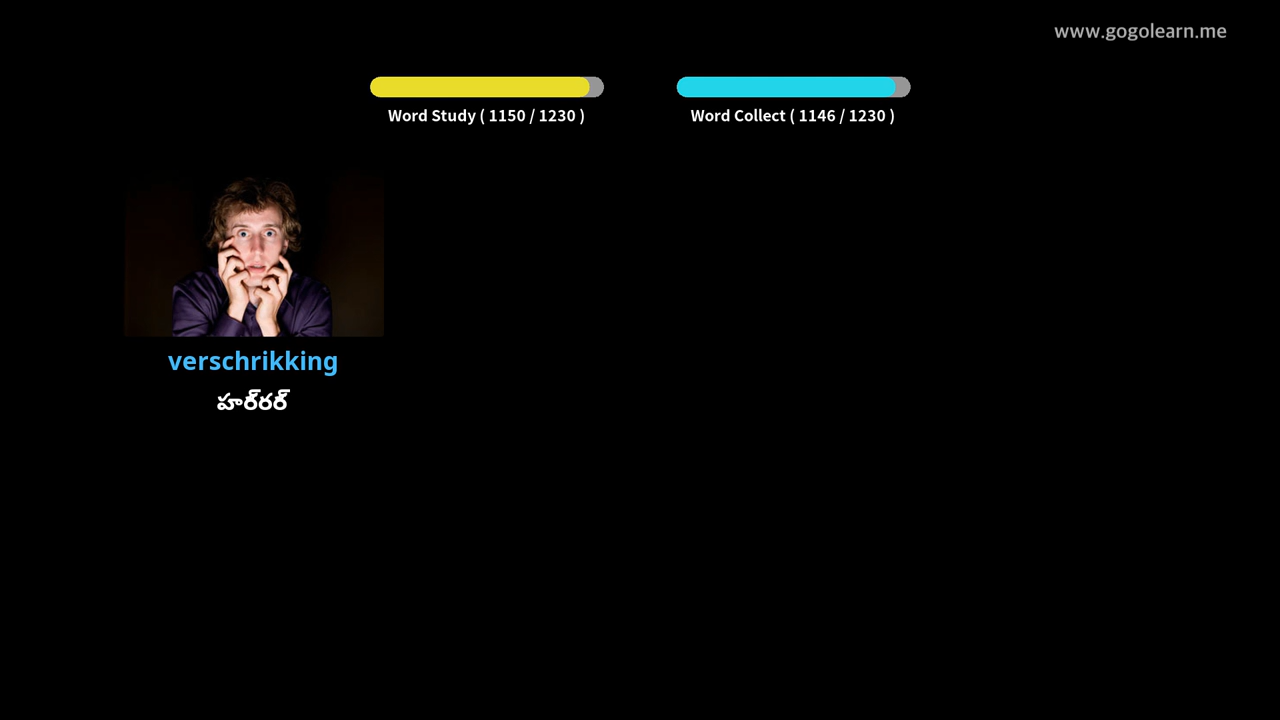 www.gogolearn.me
Word Study ( 1150 / 1230 )
Word Collect ( 1146 / 1230 )
verschrikking
హర్‌రర్